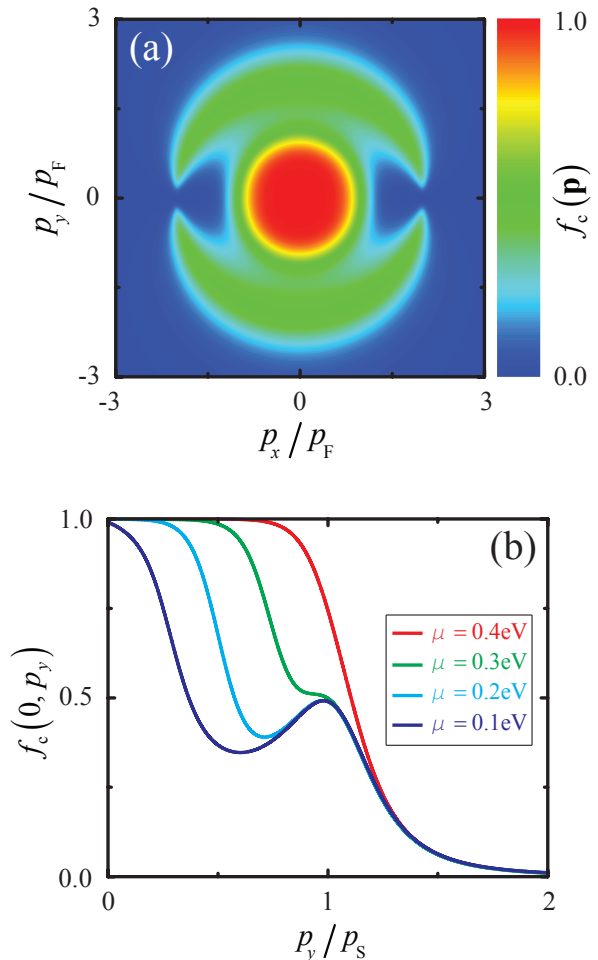 (a)
3
0
-3
p_y / p_F
-3
0
3
p_x / p_F
1.0
0.0
f_c (p)
(b)
1.0
0.5
0.0
f_c (0, p_y)
μ = 0.4eV
μ = 0.3eV
μ = 0.2eV
μ = 0.1eV
0
1
2
p_y / p_S